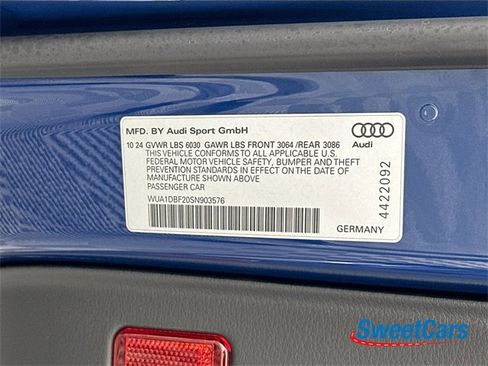 MFD. BY Audi Sport GmbH
10 24 GVWR LBS 6030 GAWR LBS FRONT 3064 /REAR 3086
THIS VEHICLE CONFORMS TO ALL APPLICABLE U.S.
FEDERAL MOTOR VEHICLE SAFETY, BUMPER AND THEFT
PREVENTION STANDARDS IN EFFECT ON THE DATE OF
MANUFACTURE SHOWN ABOVE.
PASSENGER CAR
WUA1DBF20SN903576
Audi
4422092
GERMANY
SweetCars